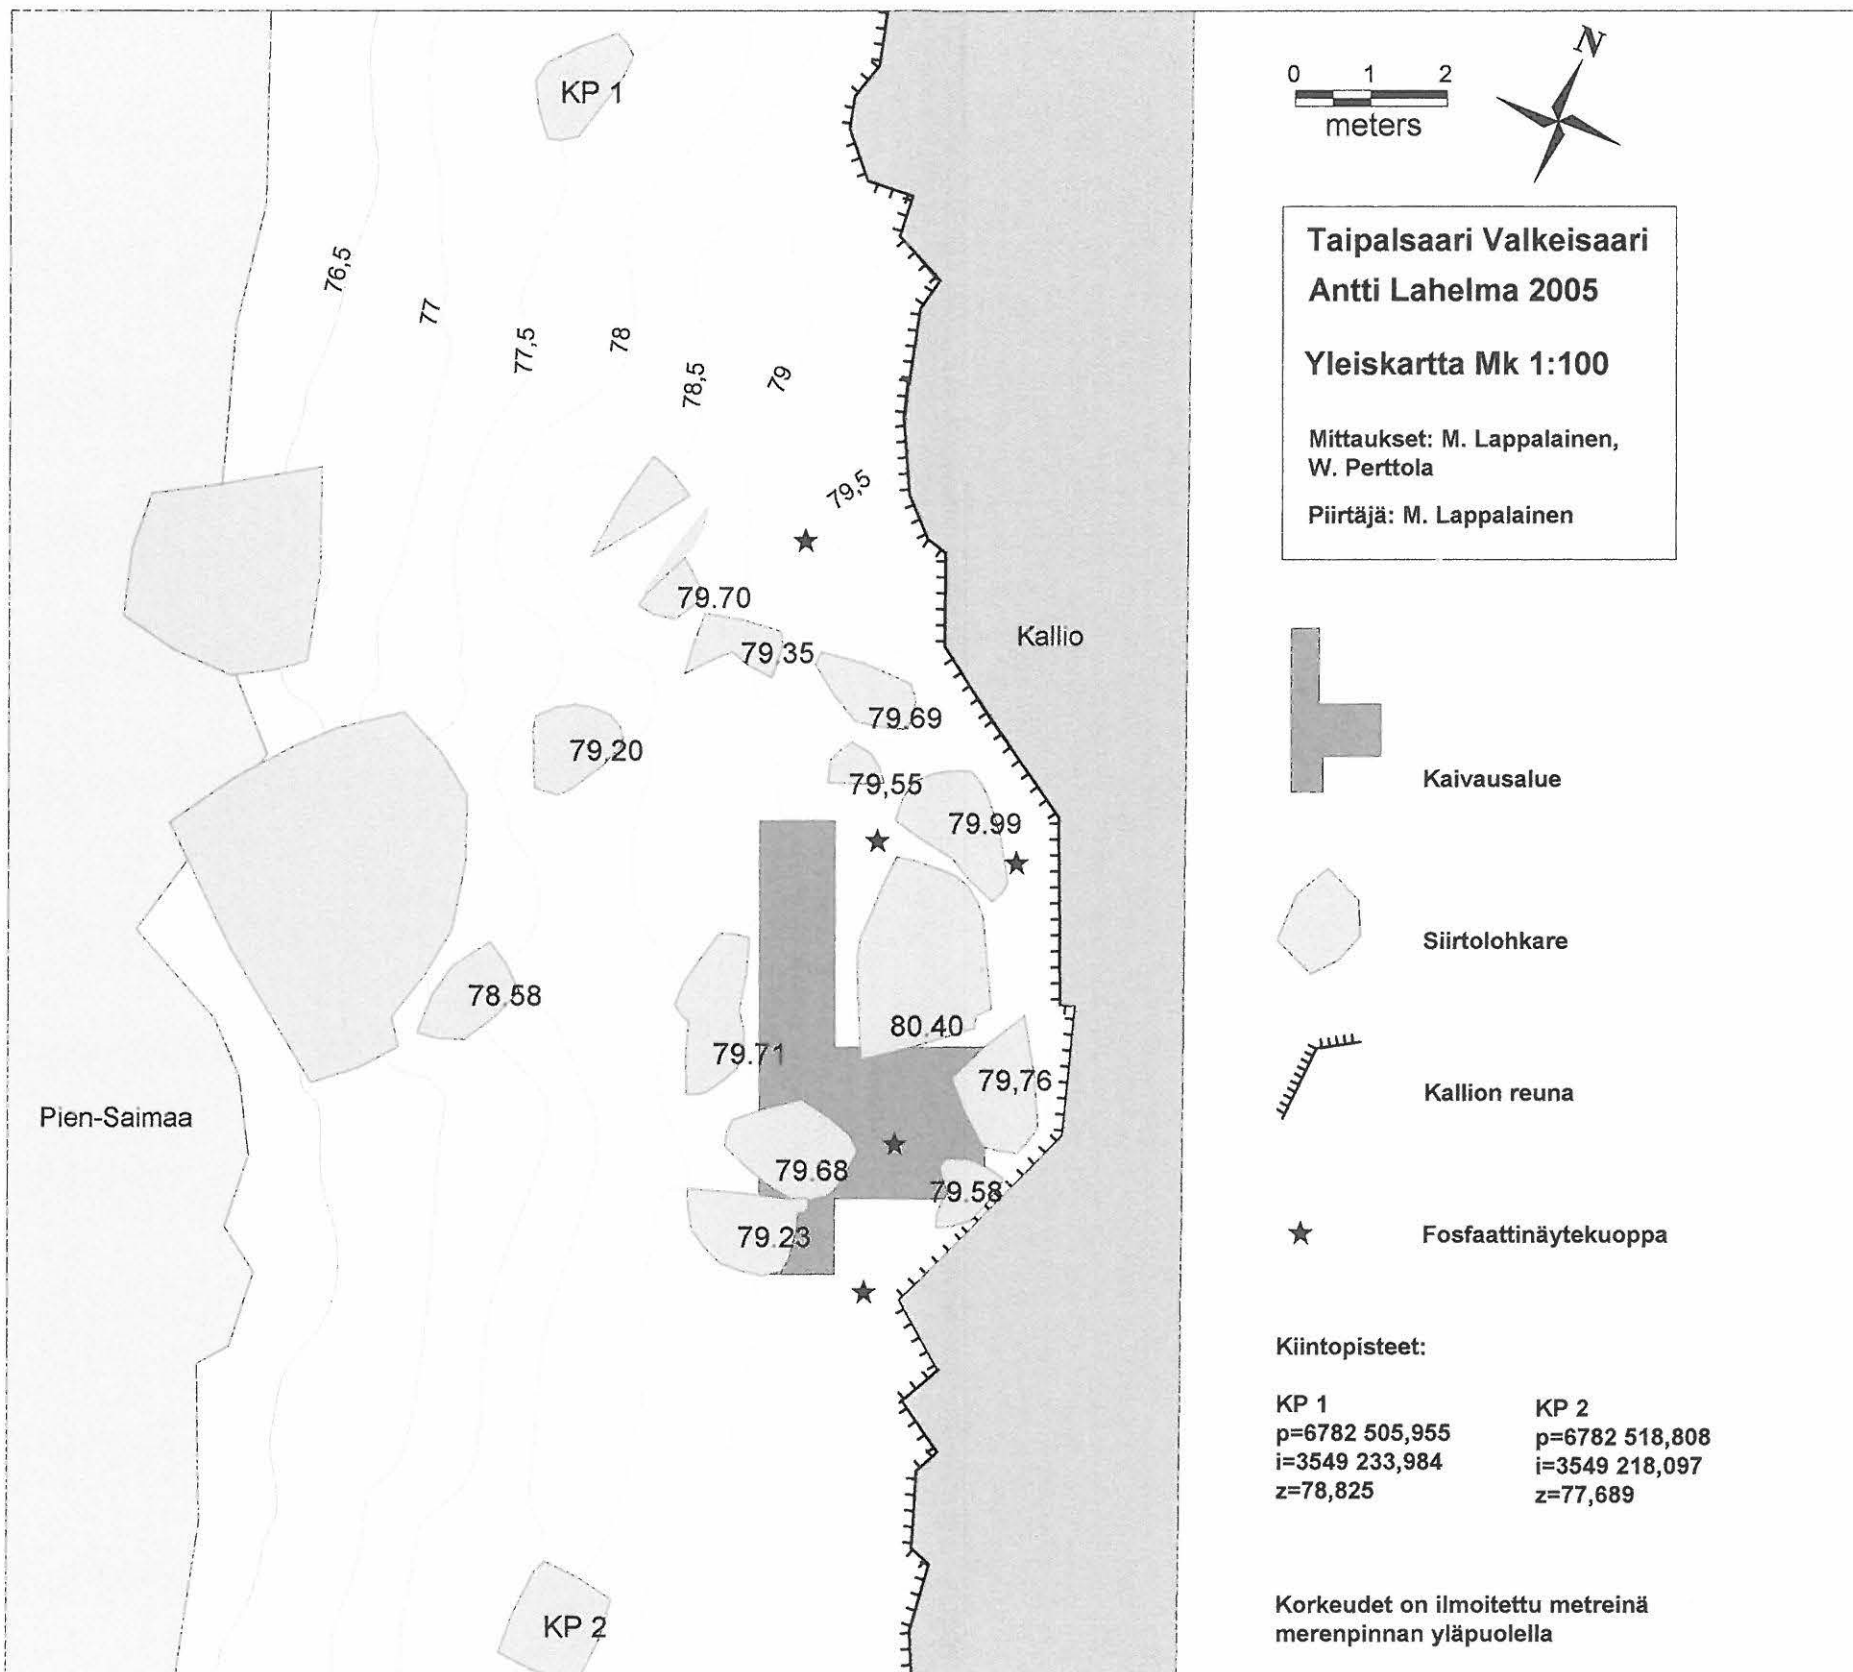 KP 1
0 1 2
meters
N
Taipalsaari Valkeisaari
Antti Lahelma 2005
Yleiskartta Mk 1:100
Mittaukset: M. Lappalainen,
W. Perttola
Piirtäjä: M. Lappalainen
76,5
77
77,5
78
78,5
79
79,5
79.70
79.35
Kallio
79.69
79,20
79,55
79.99
Kaivausalue
78.58
80.40
79.71
79,76
Siirtolohkare
Pien-Saimaa
79.68
79.58
79.23
Kallion reuna
Fosfaattinäytekuoppa
Kiintopisteet:
KP 1
p=6782 505,955
i=3549 233,984
z=78,825
KP 2
p=6782 518,808
i=3549 218,097
z=77,689
KP 2
Korkeudet on ilmoitettu metreinä
merenpinnan yläpuolella